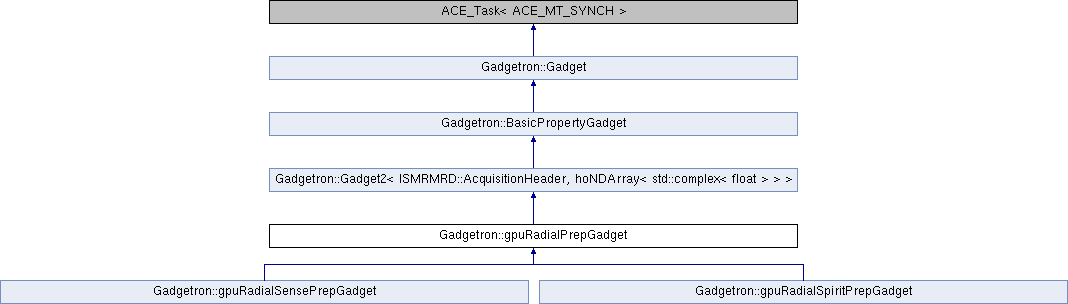 ACE_Task< ACE_MT_SYNCH >
Gadgetron::Gadget
Gadgetron::BasicPropertyGadget
Gadgetron::Gadget2< ISMRMRD::AcquisitionHeader, hoNDArray< std::complex< float > > >
Gadgetron::gpuRadialPrepGadget
Gadgetron::gpuRadialSensePrepGadget
Gadgetron::gpuRadialSpiritPrepGadget